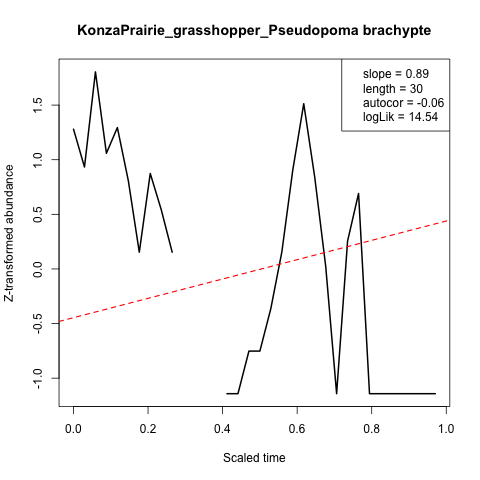 KonzaPrairie_grasshopper_Pseudopoma brachypte
slope = 0.89
length = 30
autocor = -0.06
logLik = 14.54
Z-transformed abundance
1.5
1.0
0.5
0.0
-0.5
-1.0
0.0 0.2 0.4 0.6 0.8 1.0
Scaled time